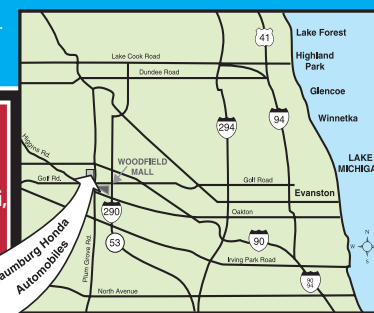 41
Lake Forest
Lake Cook Road
Highland
Park
Dundee Road
Glencoe
294
94
Winnetka
Higgins Rd.
WOODFIELD
MALL
LAKE
Golf Rd.
Golf Road
Evanston
290
Oakton
53
90
Plum Grove Rd.
Irving Park Road
90
94
North Avenue
Honda
Automobiles
N
W
E
S